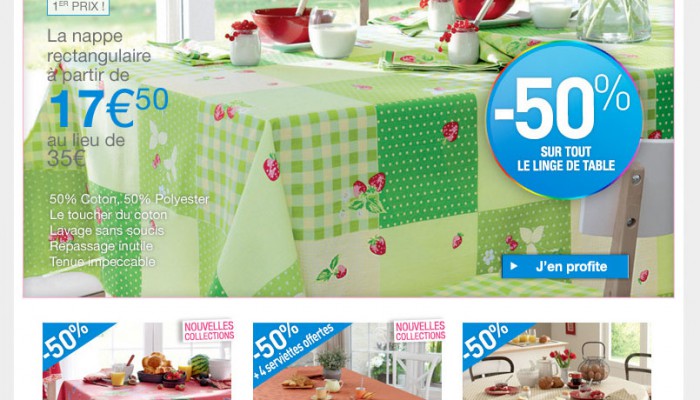 1ER PRIX !
La nappe
rectangulaire
à partir de
17€50
au lieu de
35€
50% Coton, 50% Polyester
Le toucher du coton
Lavage sans soucis
Repassage inutile
Tenue impeccable
-50%
SUR TOUT
LE LINGE DE TABLE
J'en profite
-50%
NOUVELLES
COLLECTIONS
-50%
+ 4 serviettes offertes
NOUVELLES
COLLECTIONS
-50%